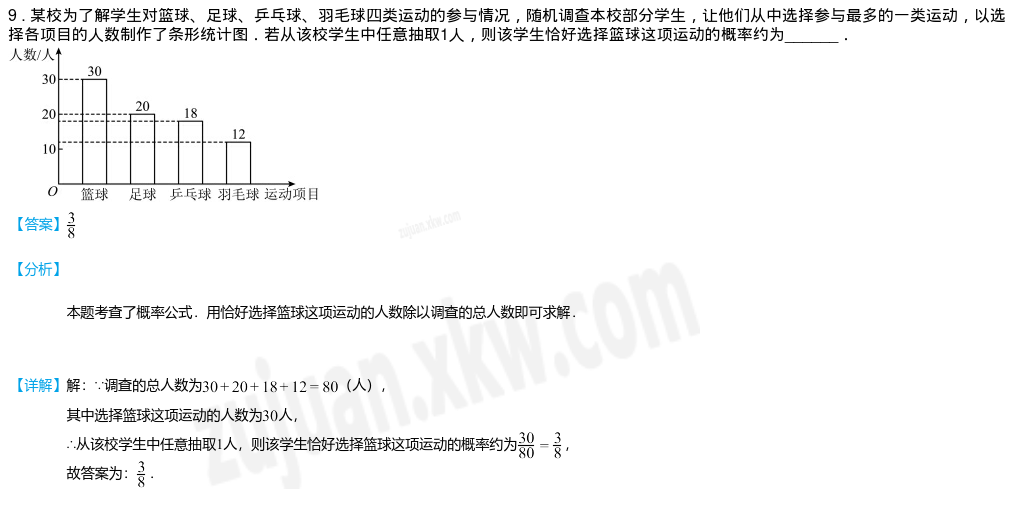 9．某校为了解学生对篮球、足球、乒乓球、羽毛球四类运动的参与情况，随机调查本校部分学生，让他们从中选择参与最多的一类运动，以选
择各项目的人数制作了条形统计图．若从该校学生中任意抽取1人，则该学生恰好选择篮球这项运动的概率约为______．
人数/人
30
30
20
20
18
12
10
O 篮球 足球 乒乓球 羽毛球 运动项目
【答案】3/8
zujuan.xkw.com
【分析】
本题考查了概率公式．用恰好选择篮球这项运动的人数除以调查的总人数即可求解．
zujuan.xkw.com
【详解】解：∵调查的总人数为30+20+18+12=80（人），
其中选择篮球这项运动的人数为30人，
∴从该校学生中任意抽取1人，则该学生恰好选择篮球这项运动的概率约为30/80=3/8，
故答案为：3/8．